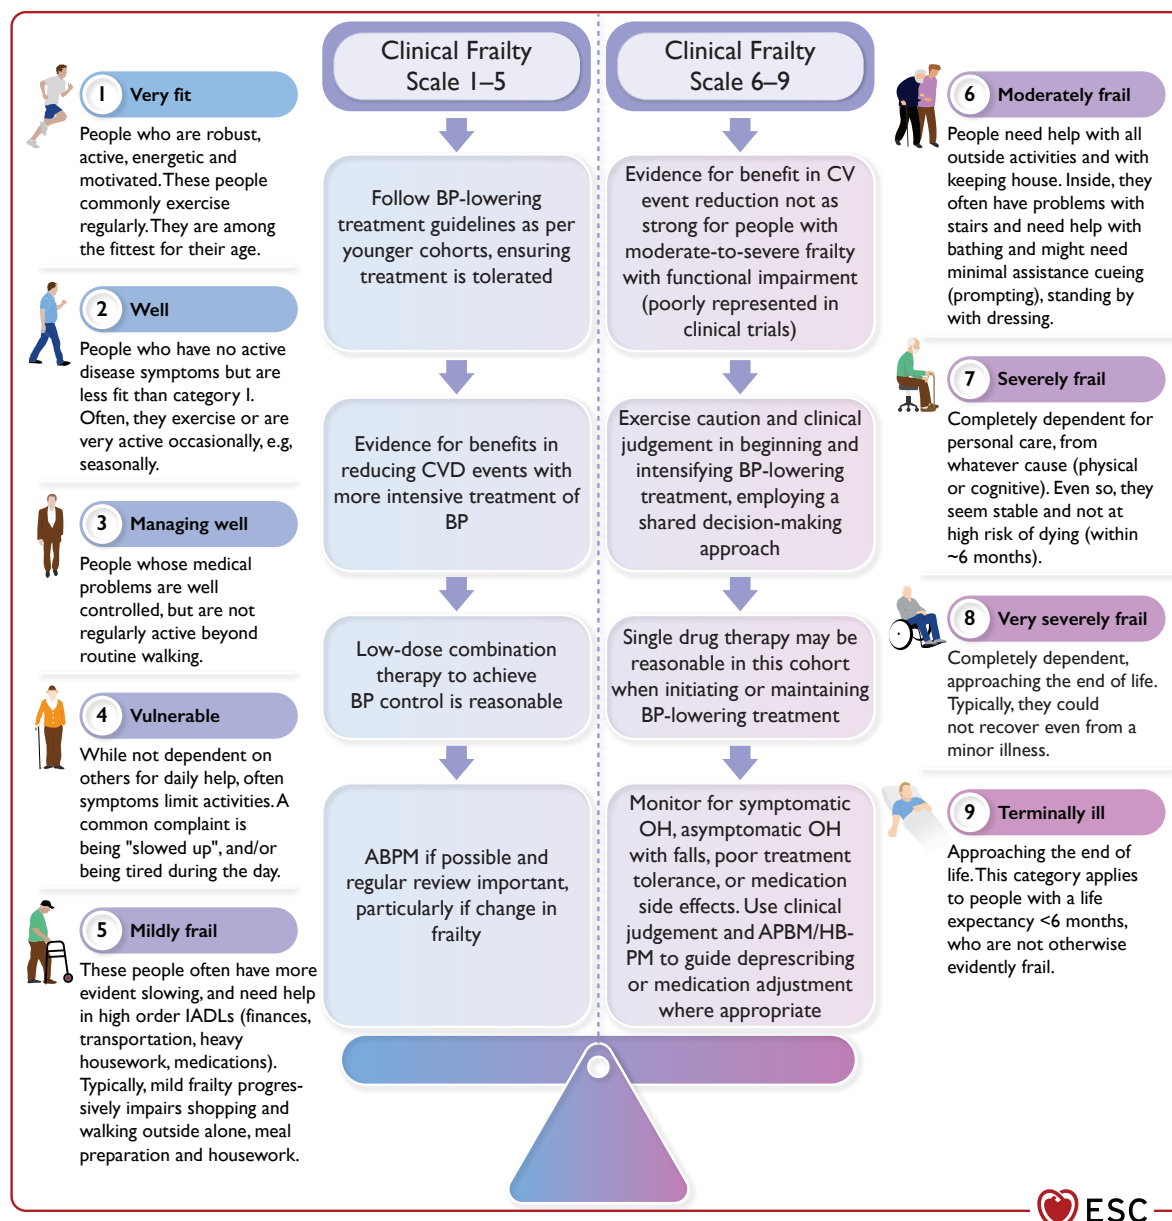 Clinical Frailty
Scale 1–5
Clinical Frailty
Scale 6–9
1 Very fit
People who are robust,
active, energetic and
motivated. These people
commonly exercise
regularly. They are among
the fittest for their age.
2 Well
People who have no active
disease symptoms but are
less fit than category 1.
Often, they exercise or are
very active occasionally, e.g,
seasonally.
3 Managing well
People whose medical
problems are well
controlled, but are not
regularly active beyond
routine walking.
4 Vulnerable
While not dependent on
others for daily help, often
symptoms limit activities. A
common complaint is
being "slowed up", and/or
being tired during the day.
5 Mildly frail
These people often have more
evident slowing, and need help
in high order IADLs (finances,
transportation, heavy
housework, medications).
Typically, mild frailty progres-
sively impairs shopping and
walking outside alone, meal
preparation and housework.
Follow BP-lowering
treatment guidelines as per
younger cohorts, ensuring
treatment is tolerated
Evidence for benefits in
reducing CVD events with
more intensive treatment of
BP
Low-dose combination
therapy to achieve
BP control is reasonable
ABPM if possible and
regular review important,
particularly if change in
frailty
Evidence for benefit in CV
event reduction not as
strong for people with
moderate-to-severe frailty
with functional impairment
(poorly represented in
clinical trials)
Exercise caution and clinical
judgement in beginning and
intensifying BP-lowering
treatment, employing a
shared decision-making
approach
Single drug therapy may be
reasonable in this cohort
when initiating or maintaining
BP-lowering treatment
Monitor for symptomatic
OH, asymptomatic OH
with falls, poor treatment
tolerance, or medication
side effects. Use clinical
judgement and APBM/HB-
PM to guide deprescribing
or medication adjustment
where appropriate
6 Moderately frail
People need help with all
outside activities and with
keeping house. Inside, they
often have problems with
stairs and need help with
bathing and might need
minimal assistance cueing
(prompting), standing by
with dressing.
7 Severely frail
Completely dependent for
personal care, from
whatever cause (physical
or cognitive). Even so, they
seem stable and not at
high risk of dying (within
~6 months).
8 Very severely frail
Completely dependent,
approaching the end of life.
Typically, they could
not recover even from a
minor illness.
9 Terminally ill
Approaching the end of
life. This category applies
to people with a life
expectancy <6 months,
who are not otherwise
evidently frail.
ESC